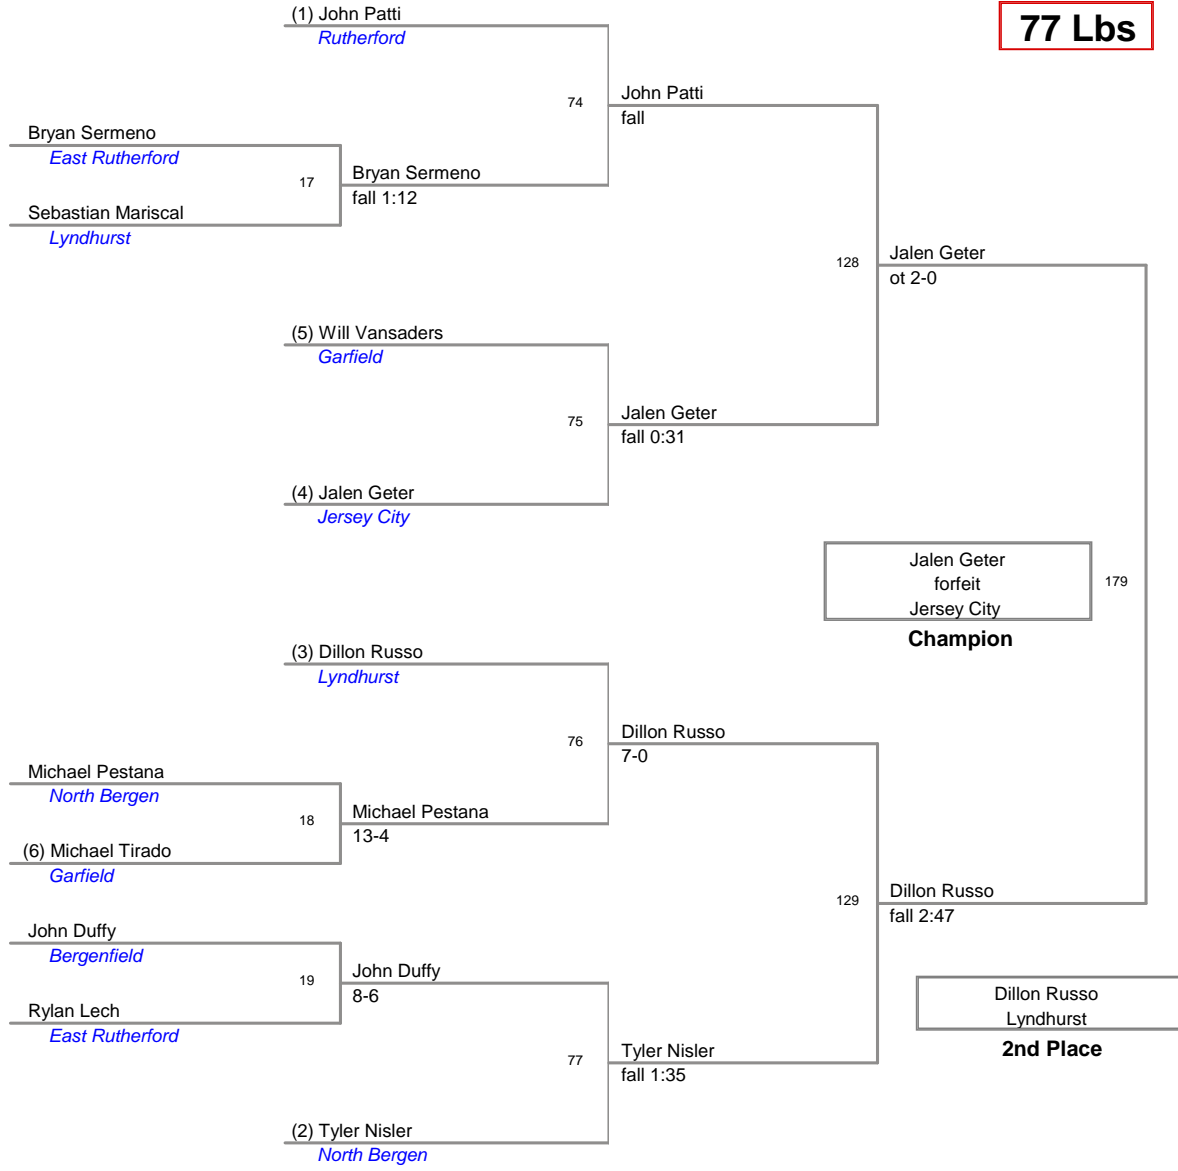 (1) John Patti
77 Lbs
Rutherford
74
John Patti
fall
Bryan Sermeno
East Rutherford
17
Bryan Sermeno
fall 1:12
Sebastian Mariscal
Lyndhurst
128
Jalen Geter
ot 2-0
(5) Will Vansaders
Garfield
75
Jalen Geter
fall 0:31
(4) Jalen Geter
Jersey City
Jalen Geter
forfeit
Jersey City
179
Champion
(3) Dillon Russo
Lyndhurst
76
Dillon Russo
7-0
Michael Pestana
North Bergen
18
Michael Pestana
13-4
(6) Michael Tirado
Garfield
129
Dillon Russo
fall 2:47
John Duffy
Bergenfield
19
John Duffy
8-6
Rylan Lech
East Rutherford
Dillon Russo
Lyndhurst
2nd Place
77
Tyler Nisler
fall 1:35
(2) Tyler Nisler
North Bergen